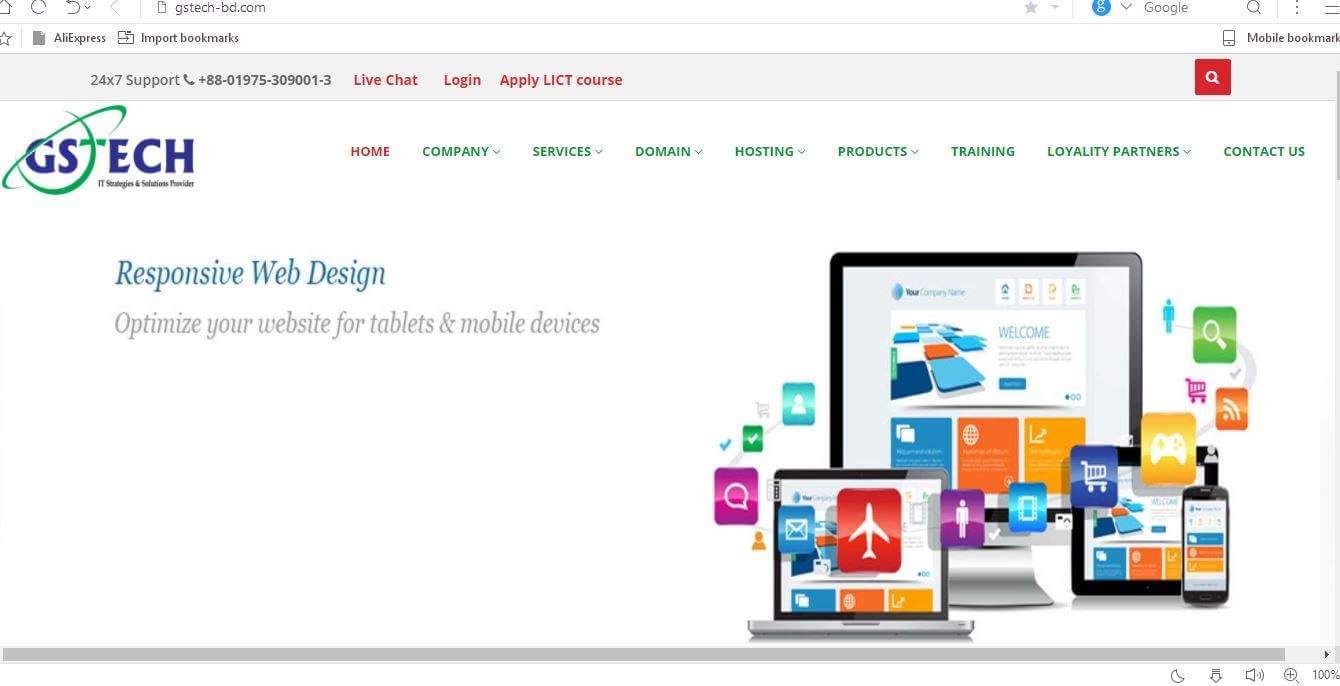 gstech-bd.com
Google
AliExpress Import bookmarks
Mobile bookmark
24x7 Support +88-01975-309001-3 Live Chat Login Apply LICT course
GSTECH
IT Strategies & Solutions Provider
HOME COMPANY SERVICES DOMAIN HOSTING PRODUCTS TRAINING LOYALITY PARTNERS CONTACT US
Responsive Web Design
Optimize your website for tablets & mobile devices
Your Company Name
WELCOME
100%